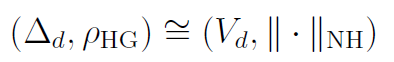 (Δ_d, ρ_HG) ≅ (V_d, ‖ · ‖_NH)